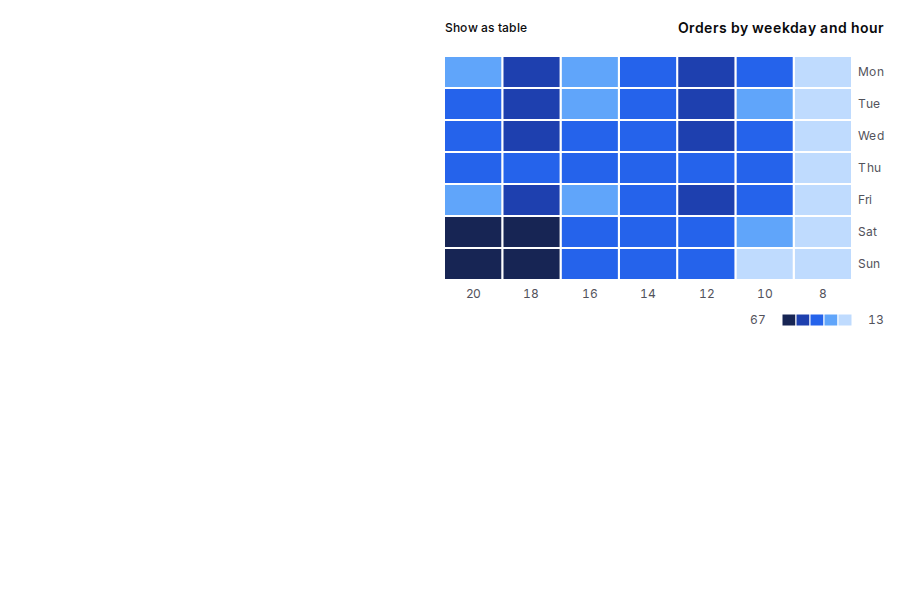 Orders by weekday and hour
Show as table
Mon
Tue
Wed
Thu
Fri
Sat
Sun
20 18 16 14 12 10 8
67 13